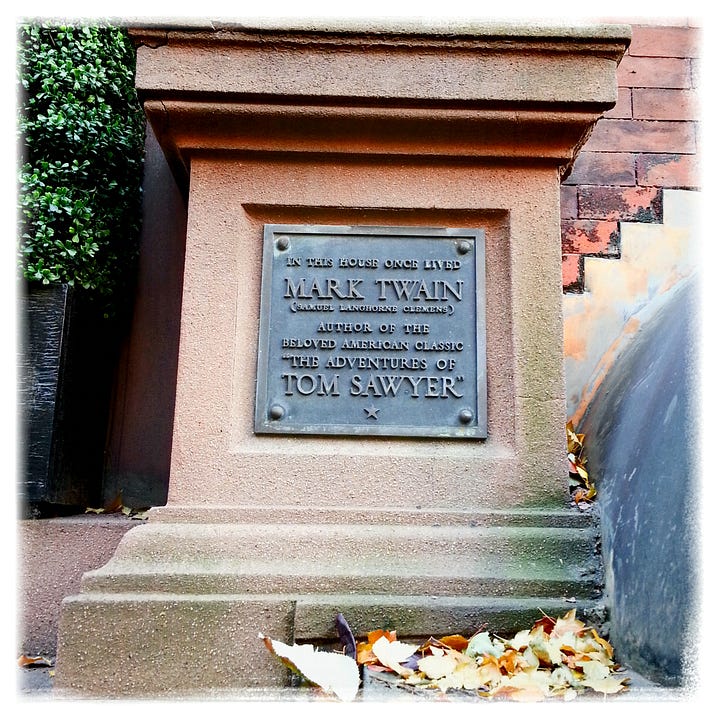 IN THIS HOUSE ONCE LIVED
MARK TWAIN
(SAMUEL LANGHORNE CLEMENS)
AUTHOR OF THE
BELOVED AMERICAN CLASSIC
"THE ADVENTURES OF
TOM SAWYER"